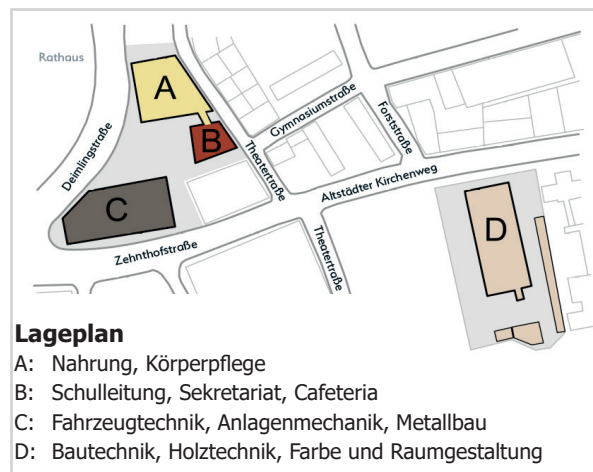 Rathaus
A
B
C
D
Deimlingstraße
Gymnasiumstraße
Forststraße
Theaterstraße
Altstädter Kirchenweg
Zehnthofstraße
Theaterstraße
Lageplan
A: Nahrung, Körperpflege
B: Schulleitung, Sekretariat, Cafeteria
C: Fahrzeugtechnik, Anlagenmechanik, Metallbau
D: Bautechnik, Holztechnik, Farbe und Raumgestaltung